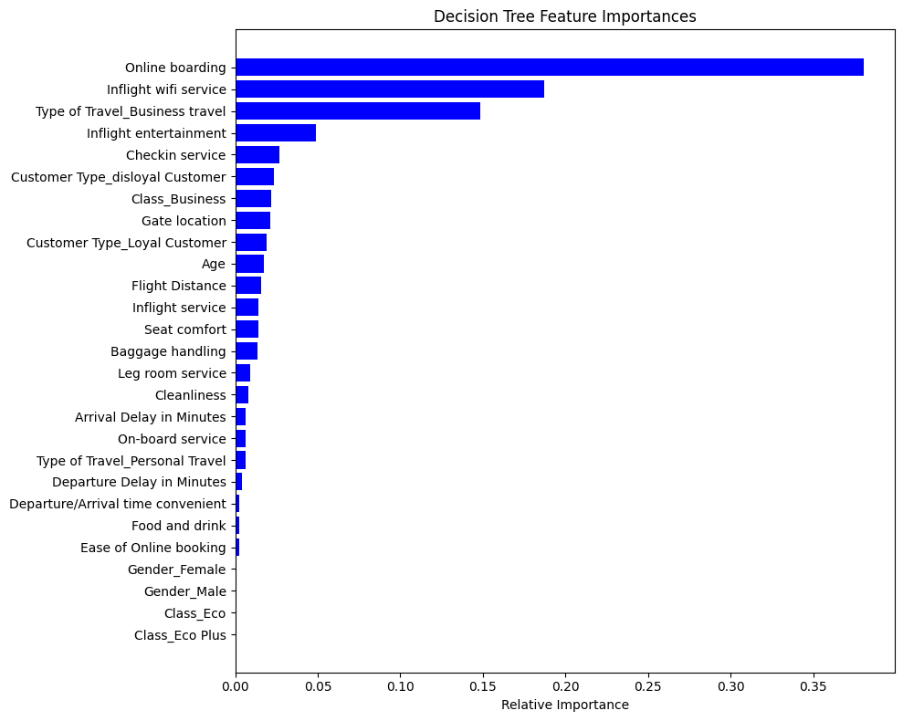 Decision Tree Feature Importances
Online boarding
Inflight wifi service
Type of Travel_Business travel
Inflight entertainment
Checkin service
Customer Type_disloyal Customer
Class_Business
Gate location
Customer Type_Loyal Customer
Age
Flight Distance
Inflight service
Seat comfort
Baggage handling
Leg room service
Cleanliness
Arrival Delay in Minutes
On-board service
Type of Travel_Personal Travel
Departure Delay in Minutes
Departure/Arrival time convenient
Food and drink
Ease of Online booking
Gender_Female
Gender_Male
Class_Eco
Class_Eco Plus
0.00 0.05 0.10 0.15 0.20 0.25 0.30 0.35
Relative Importance